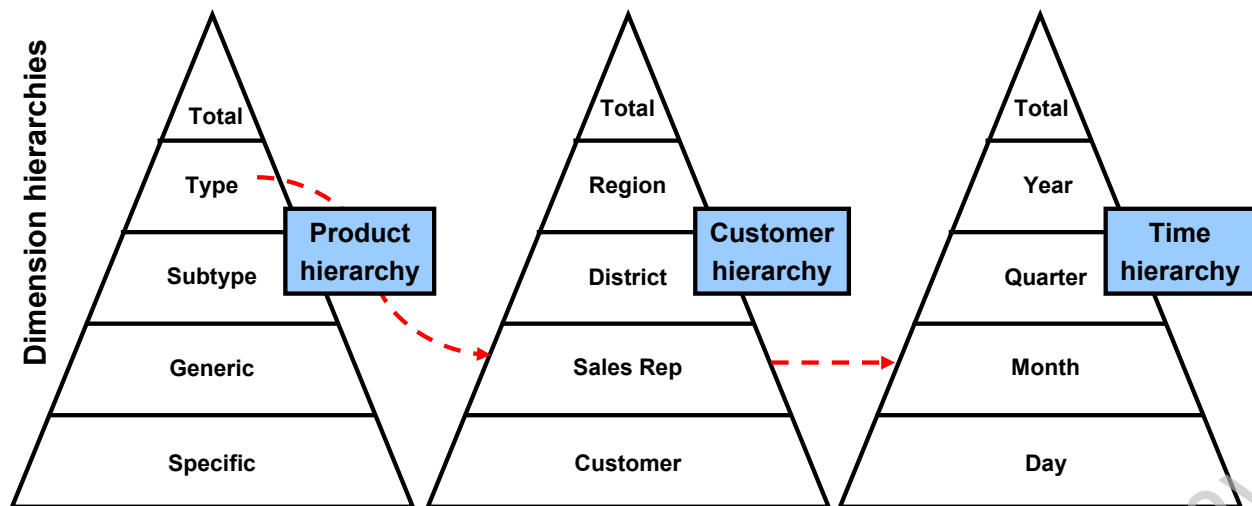 Dimension hierarchies
Total
Type
Subtype
Generic
Specific
Product
hierarchy
Total
Region
District
Sales Rep
Customer
Customer
hierarchy
Total
Year
Quarter
Month
Day
Time
hierarchy